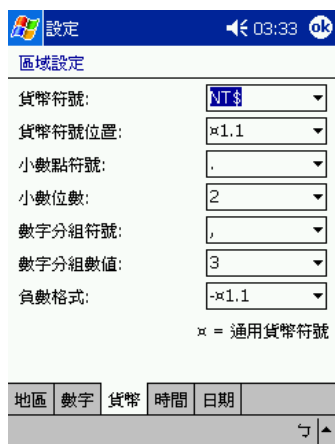 設定 03:33 ok
區域設定
貨幣符號: NT$
貨幣符號位置: ¤1.1
小數點符號: .
小數位數: 2
數字分組符號: ,
數字分組數值: 3
負數格式: -¤1.1
¤ = 通用貨幣符號
地區 數字 貨幣 時間 日期
ㄅ